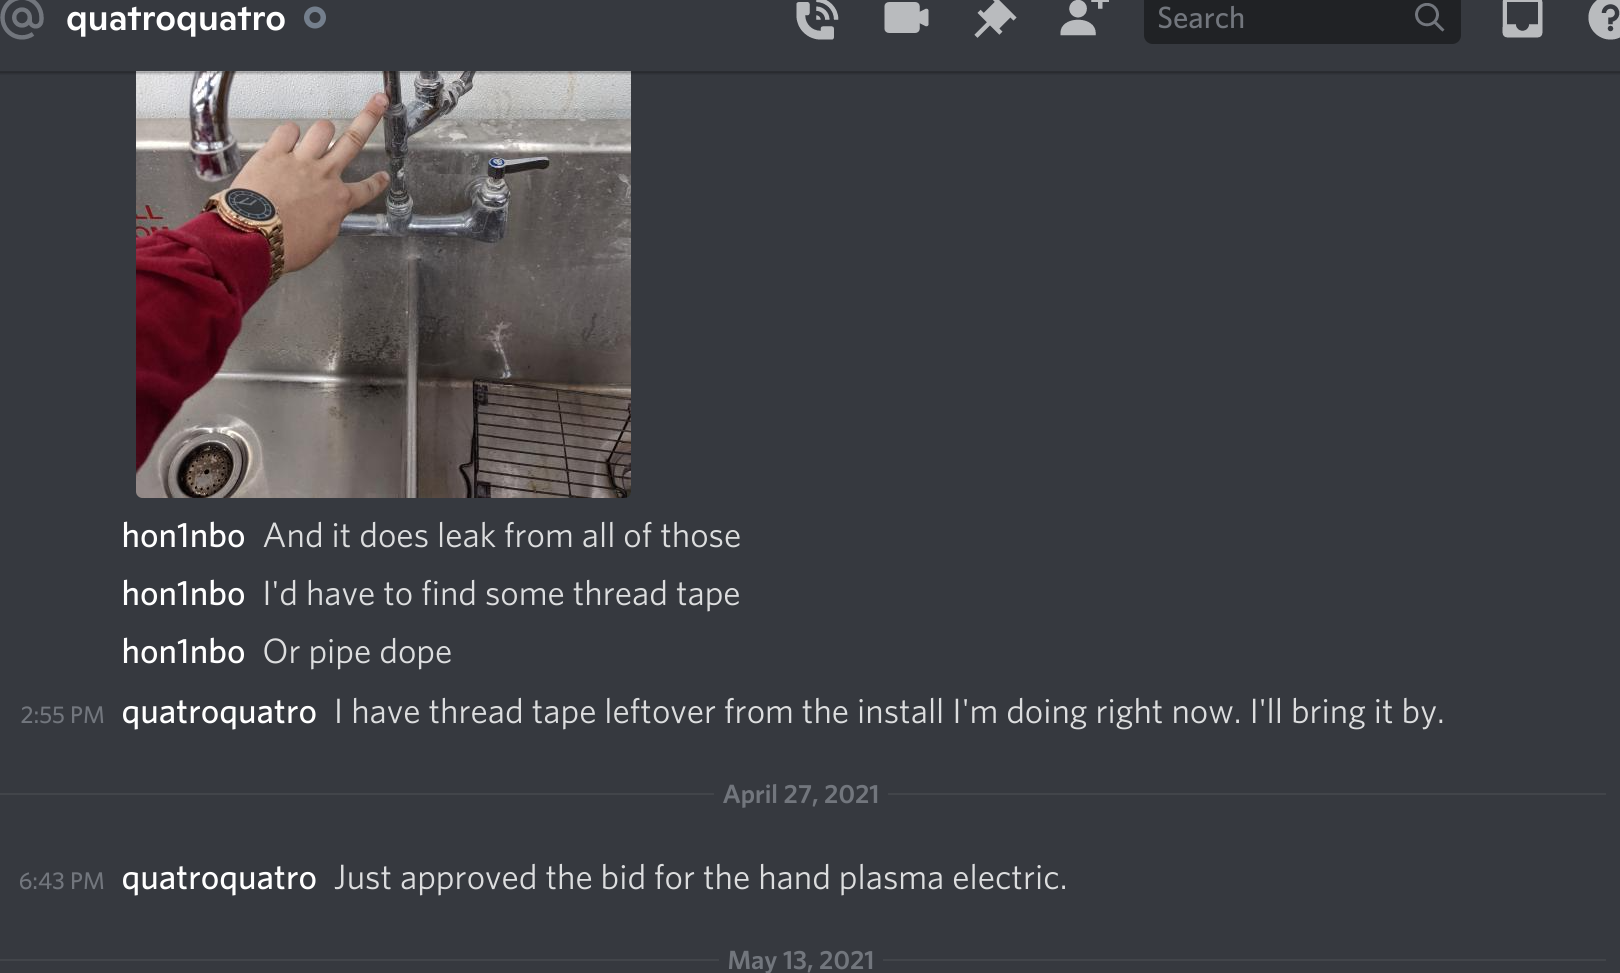 @ quatroquatro
Search
hon1nbo And it does leak from all of those
hon1nbo I'd have to find some thread tape
hon1nbo Or pipe dope
2:55 PM quatroquatro I have thread tape leftover from the install I'm doing right now. I'll bring it by.
April 27, 2021
6:43 PM quatroquatro Just approved the bid for the hand plasma electric.
May 13, 2021